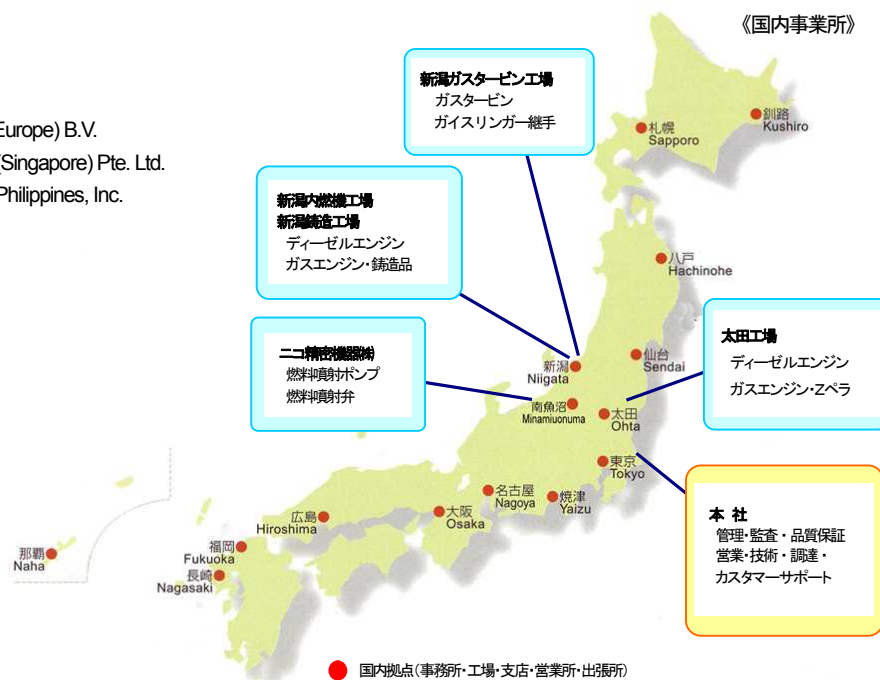 《国内事業所》
Europe) B.V.
(Singapore) Pte. Ltd.
Philippines, Inc.
新潟ガスタービン工場
ガスタービン
ガイスリンガー継手
新潟内燃機工場
新潟鋳造工場
ディーゼルエンジン
ガスエンジン・鋳造品
ニコ精密機器㈱
燃料噴射ポンプ
燃料噴射弁
太田工場
ディーゼルエンジン
ガスエンジン・Zペラ
本 社
管理・監査・品質保証
営業・技術・調達・
カスタマーサポート
札幌
Sapporo
釧路
Kushiro
八戸
Hachinohe
仙台
Sendai
新潟
Niigata
南魚沼
Minamiuonuma
太田
Ohta
東京
Tokyo
名古屋
Nagoya
焼津
Yaizu
大阪
Osaka
広島
Hiroshima
福岡
Fukuoka
長崎
Nagasaki
那覇
Naha
国内拠点(事務所・工場・支店・営業所・出張所)